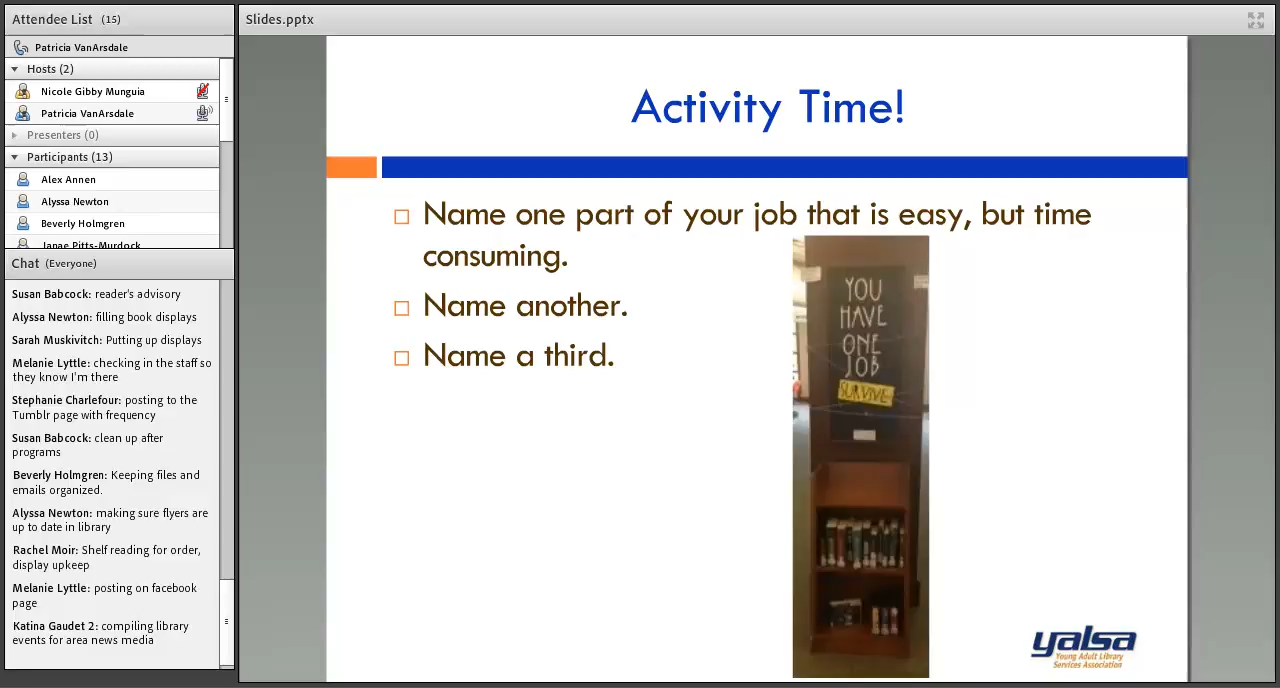 Attendee List (15)
Patricia VanArsdale
Hosts (2)
Nicole Gibby Munguia
Patricia VanArsdale
Presenters (0)
Participants (13)
Alex Annen
Alyssa Newton
Beverly Holmgren
Janae Pitts-Murdock
Chat (Everyone)
Susan Babcock: reader's advisory
Alyssa Newton: filling book displays
Sarah Muskivitch: Putting up displays
Melanie Lyttle: checking in the staff so
they know I'm there
Stephanie Charlefour: posting to the
Tumblr page with frequency
Susan Babcock: clean up after
programs
Beverly Holmgren: Keeping files and
emails organized.
Alyssa Newton: making sure flyers are
up to date in library
Rachel Moir: Shelf reading for order,
display upkeep
Melanie Lyttle: posting on facebook
page
Katina Gaudet 2: compiling library
events for area news media
Slides.pptx
Activity Time!
Name one part of your job that is easy, but time
consuming.
Name another.
Name a third.
YOU
HAVE
ONE
JOB
SURVIVE
yalsa
Young Adult Library
Services Association